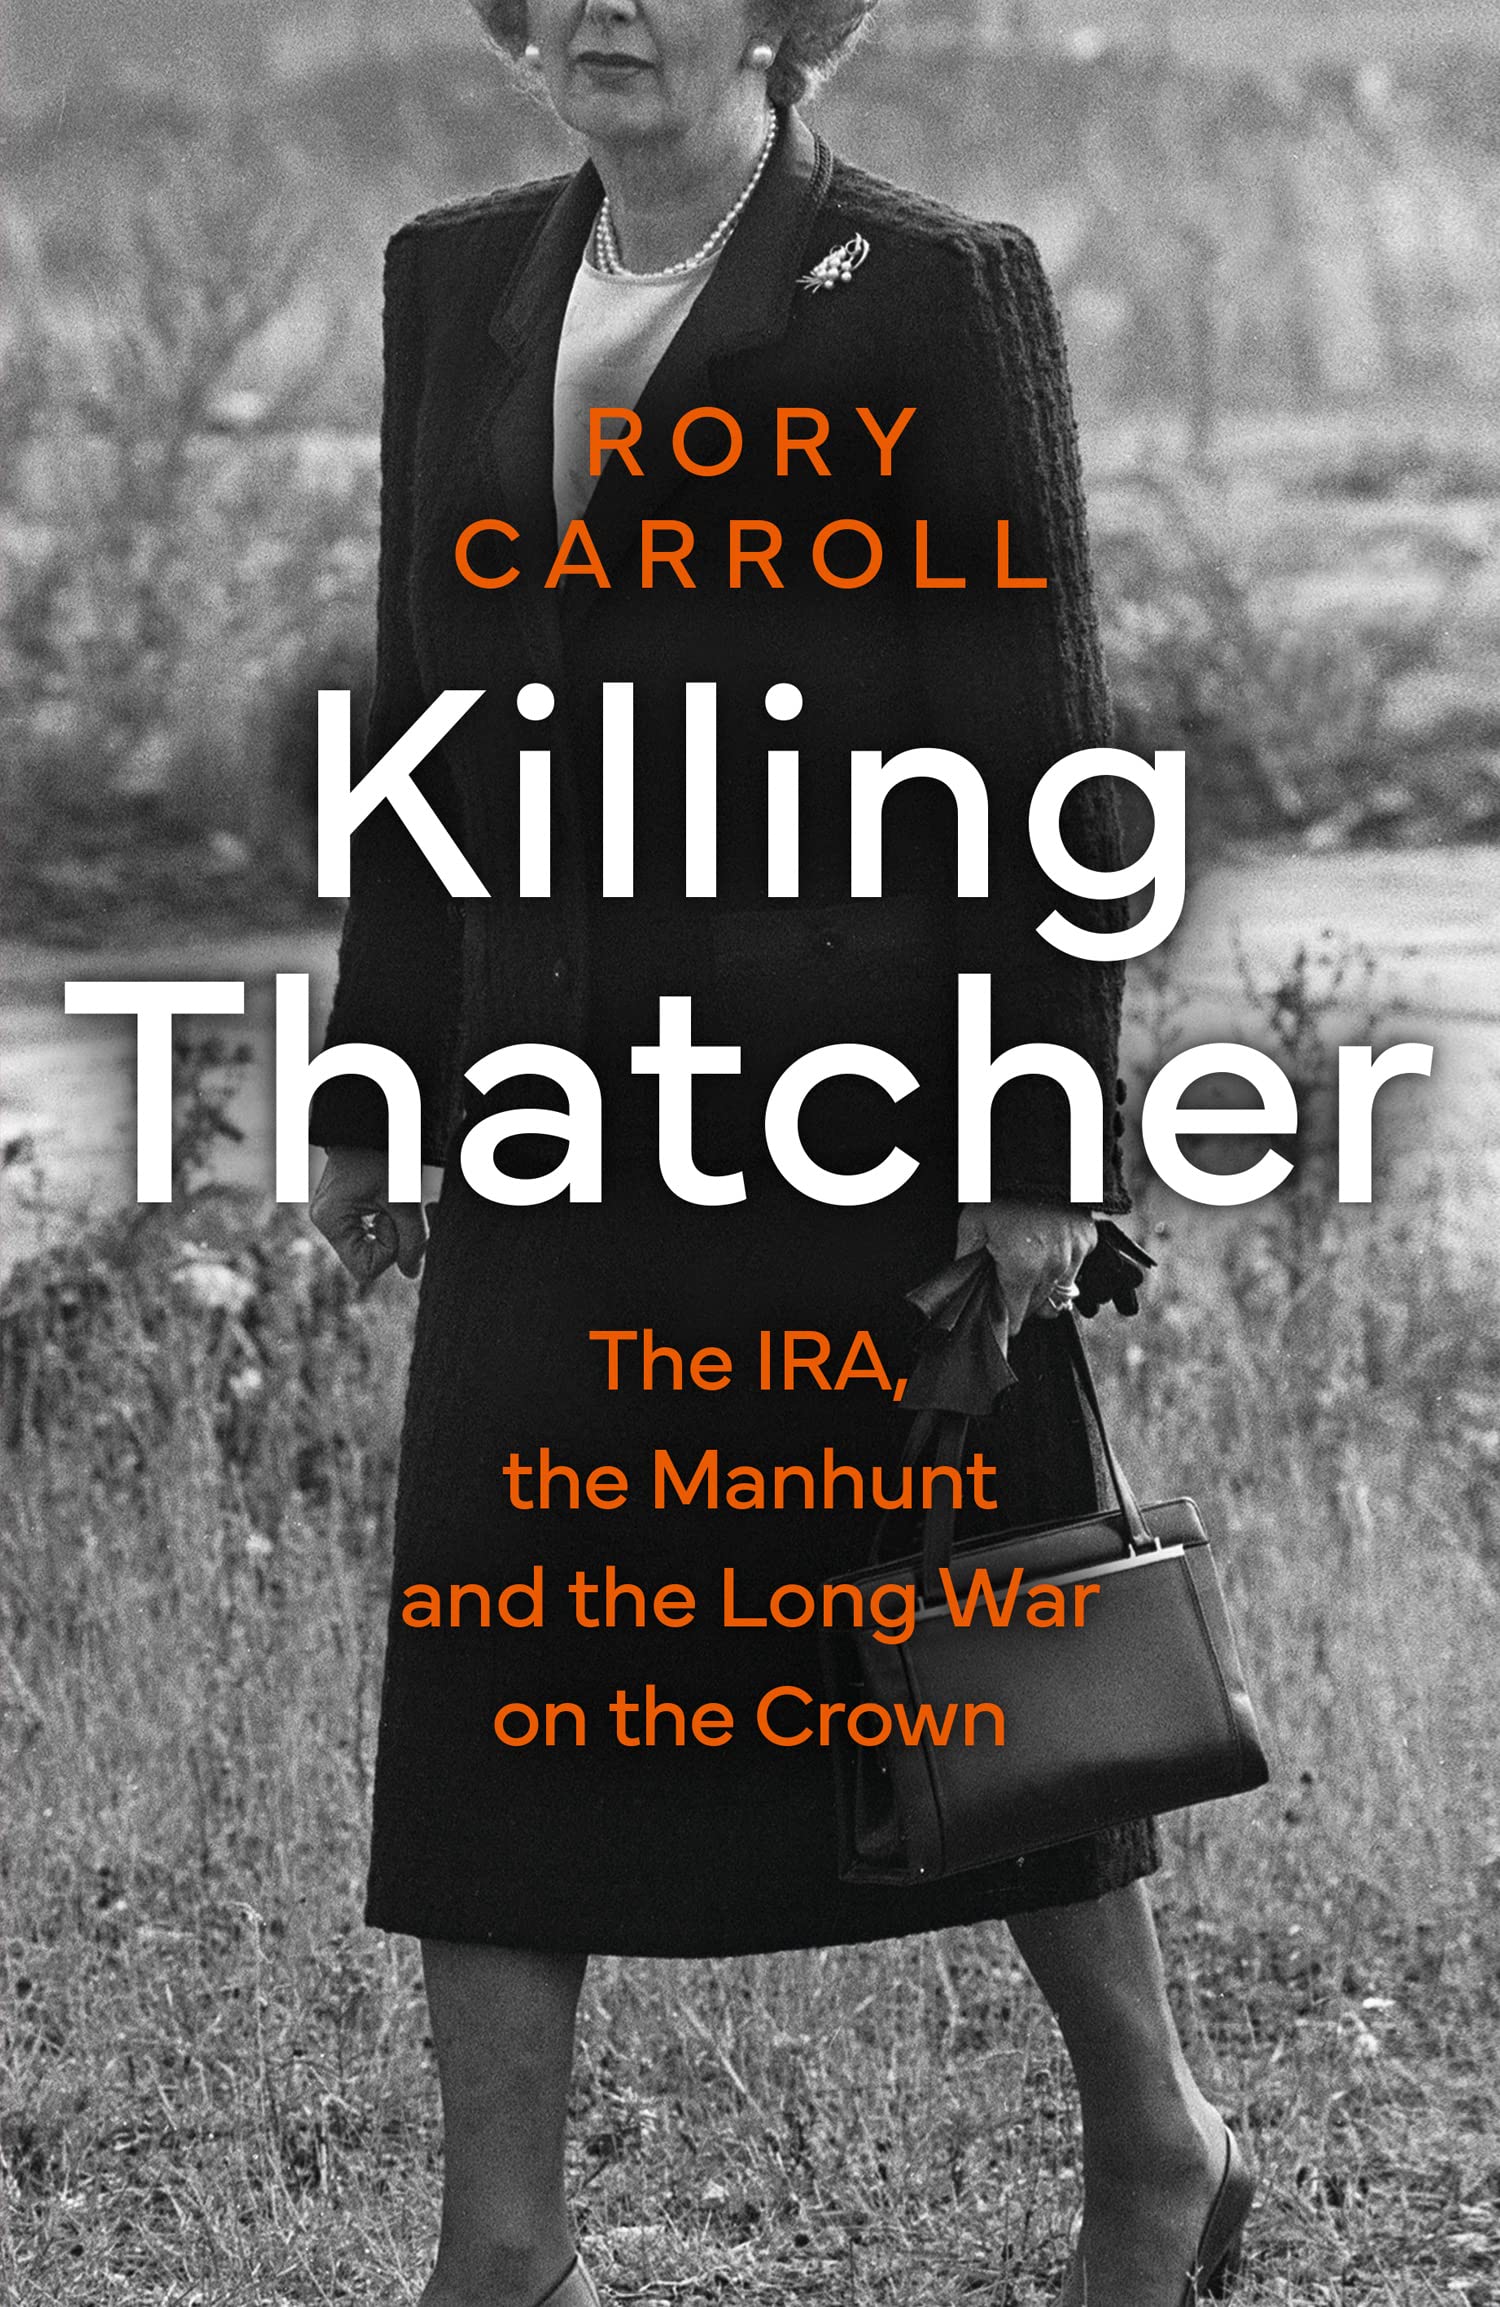 RORY
CARROLL
Killing
Thatcher
The IRA,
the Manhunt
and the Long War
on the Crown